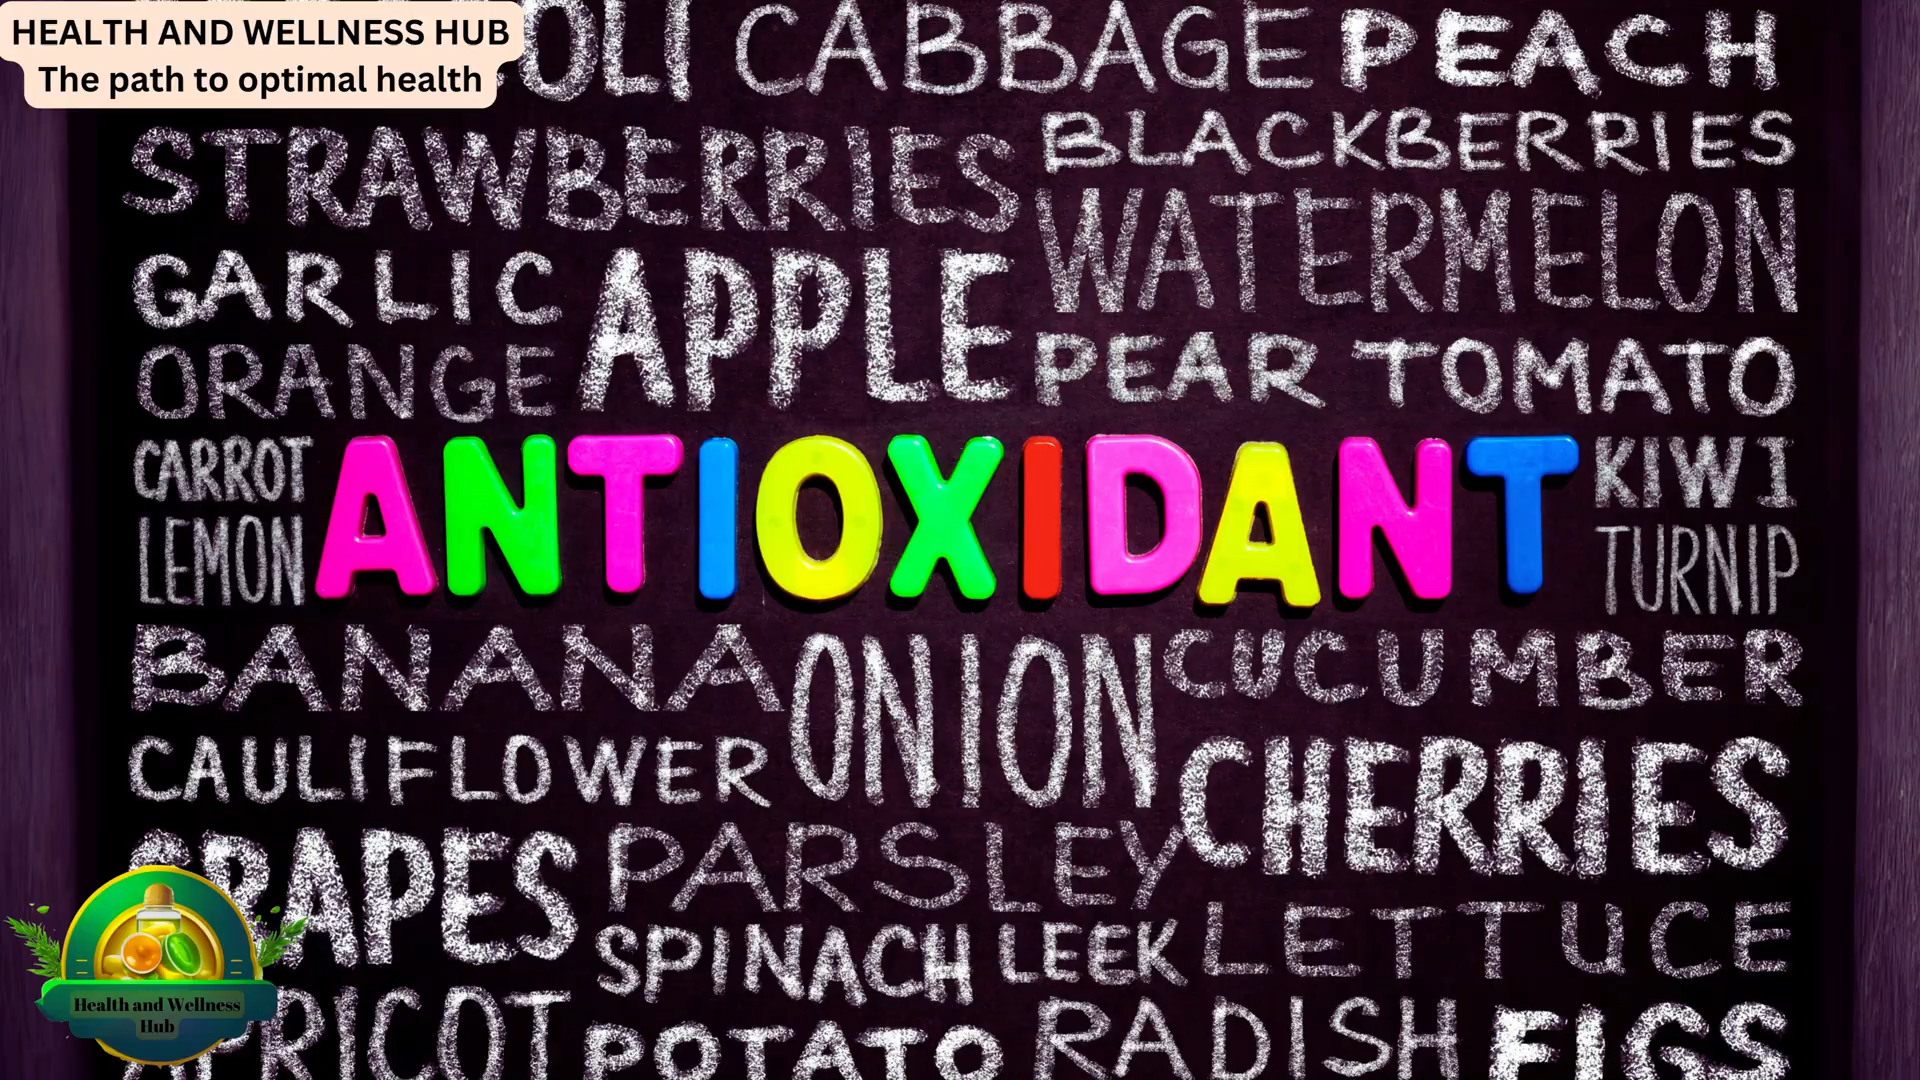 HEALTH AND WELLNESS HUB
The path to optimal health
CABBAGE PEACH
STRAWBERRIES BLACKBERRIES
WATERMELON
GARLIC APPLE
ORANGE PEAR TOMATO
CARROT ANTIOXIDANT KIWI
LEMON TURNIP
BANANA ONION CUCUMBER
CAULIFLOWER CHERRIES
GRAPES PARSLEY
SPINACH LEEK LETTUCE
APRICOT POTATO RADISH FIGS
Health and Wellness
Hub